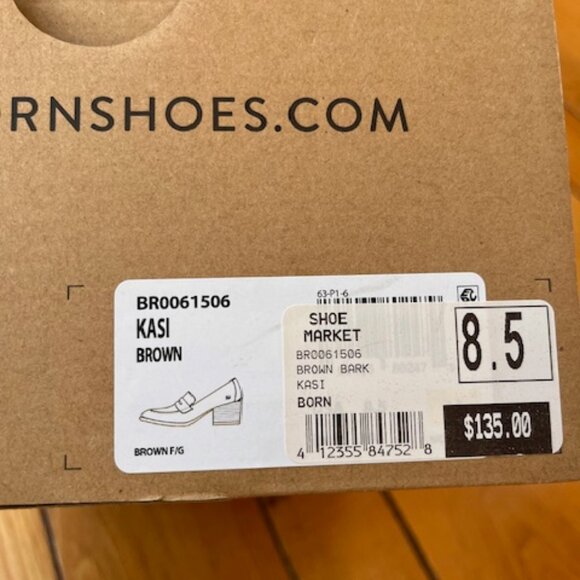 RNSHOES.COM
BR0061506
KASI
BROWN
BROWN F/G
63-P1-6
SHOE
MARKET
BR0061506
BROWN BARK
KASI
BORN
8.5
$135.00
4 12355 84752 8